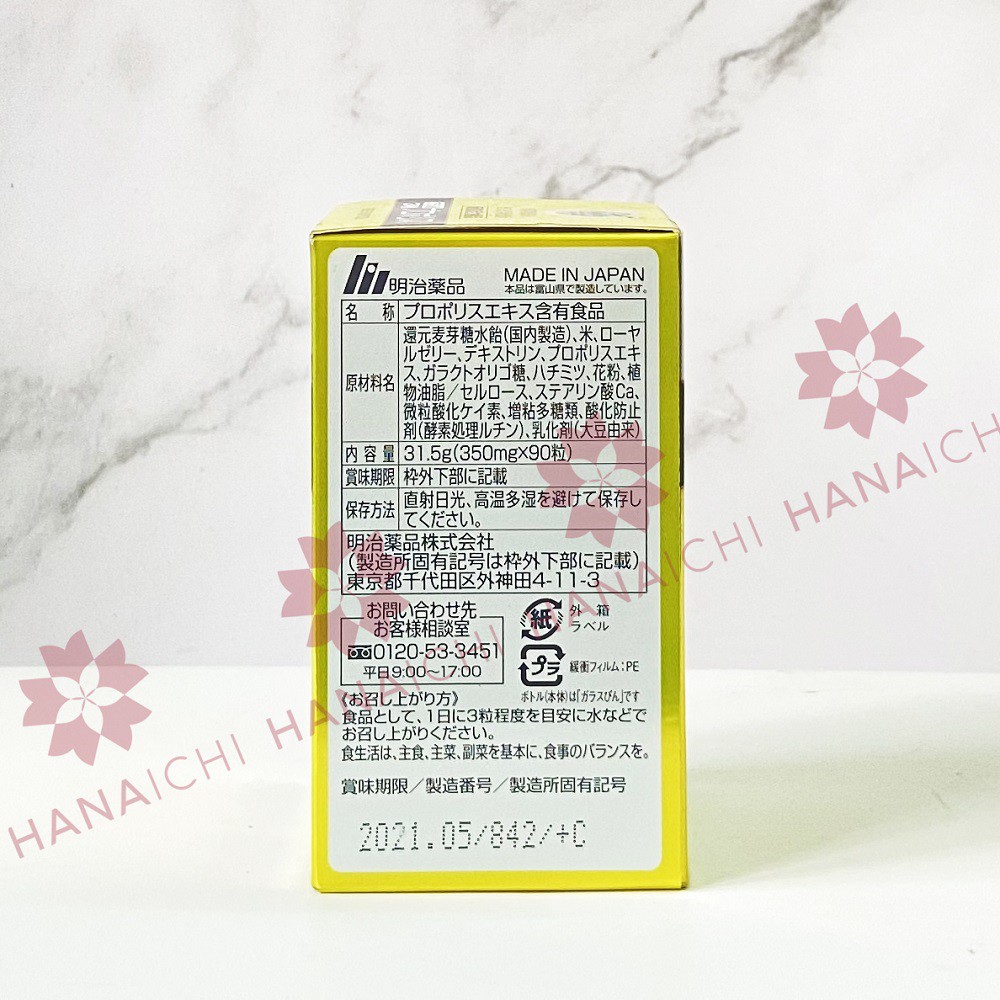 明治薬品
MADE IN JAPAN
本品は富山県で製造しています。
名 称 プロポリスエキス含有食品
原材料名 還元麦芽糖水飴(国内製造)、米、ローヤ
ルゼリー、デキストリン、プロポリスエキ
ス、ガラクトオリゴ糖、ハチミツ、花粉、植
物油脂/セルロース、ステアリン酸Ca、
微粒酸化ケイ素、増粘多糖類、酸化防止
剤(酵素処理ルチン)、乳化剤(大豆由来)
内容量 31.5g(350mg×90粒)
賞味期限 枠外下部に記載
保存方法 直射日光、高温多湿を避けて保存し
てください。
明治薬品株式会社
(製造所固有記号は枠外下部に記載)
東京都千代田区外神田4-11-3
お問い合わせ先
お客様相談室
0120-53-3451
平日9:00〜17:00
紙 外箱
ラベル
プラ 緩衝フィルム:PE
ボトル(本体)は「ガラスびん」です
《お召し上がり方》
食品として、1日に3粒程度を目安に水などで
お召し上がりください。
食生活は、主食、主菜、副菜を基本に、食事のバランスを。
賞味期限/製造番号/製造所固有記号
2021.05/842/+C
HANAICHI
HANAICHI
HANAICHI
HANAICHI